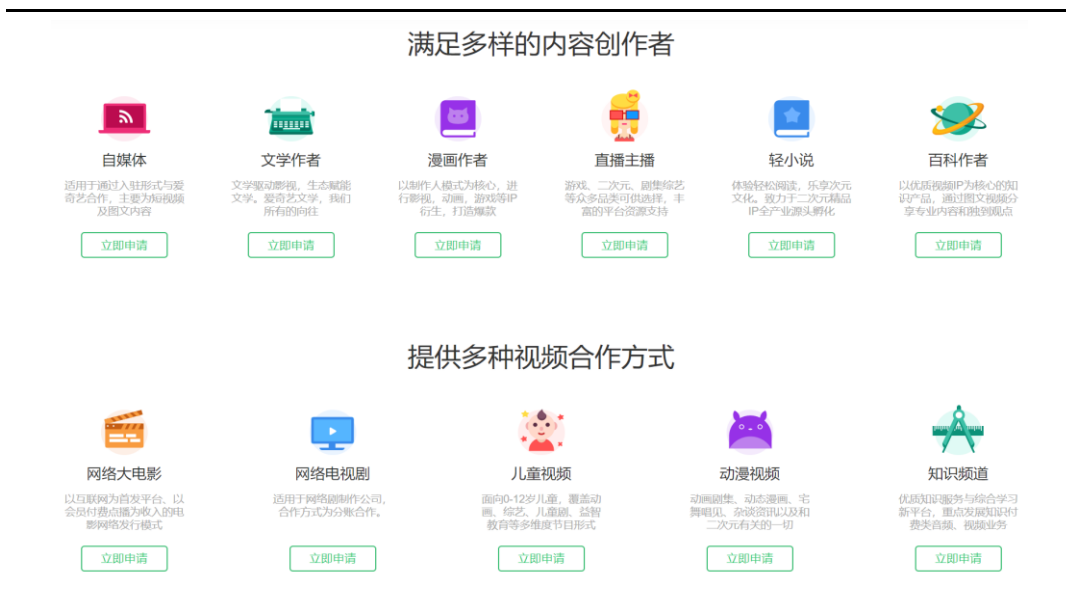 满足多样的内容创作者
自媒体
适用于通过入驻形式与爱
奇艺合作，主要为短视频
及图文内容
立即申请
文学作者
文学驱动影视，生态赋能
文学。爱奇艺文学，我们
所有的向往
立即申请
漫画作者
以制作人模式为核心，进
行影视，动画，游戏等IP
衍生，打造爆款
立即申请
直播主播
游戏、二次元、剧集综艺
等众多品类可供选择，丰
富的平台资源支持
立即申请
轻小说
体验轻松阅读，乐享次元
文化。致力于二次元精品
IP全产业源头孵化
立即申请
百科作者
以优质视频IP为核心的知
识产品，通过图文视频分
享专业内容和独到观点
立即申请
提供多种视频合作方式
网络大电影
以互联网为首发平台、以
会员付费点播为收入的电
影网络发行模式
立即申请
网络电视剧
适用于网络剧制作公司，
合作方式为分账合作。
立即申请
儿童视频
面向0-12岁儿童，覆盖动
画、综艺、儿童剧、益智
教育等多维度节目形式
立即申请
动漫视频
动画剧集、动态漫画、宅
舞唱见、杂谈资讯以及和
二次元有关的一切
立即申请
知识频道
优质知识服务与综合学习
新平台，重点发展知识付
费类音频、视频业务
立即申请